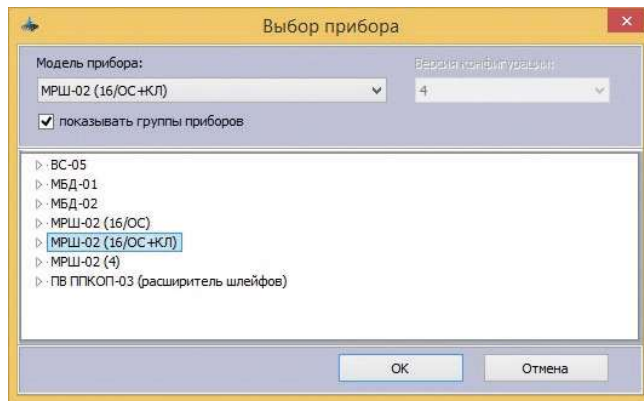 Выбор прибора
Модель прибора:
Версия конфигурации:
МРШ-02 (16/ОС+КЛ)
4
показывать группы приборов
ВС-05
МБД-01
МБД-02
МРШ-02 (16/ОС)
МРШ-02 (16/ОС+КЛ)
МРШ-02 (4)
ПВ ППКОП-03 (расширитель шлейфов)
ОК
Отмена